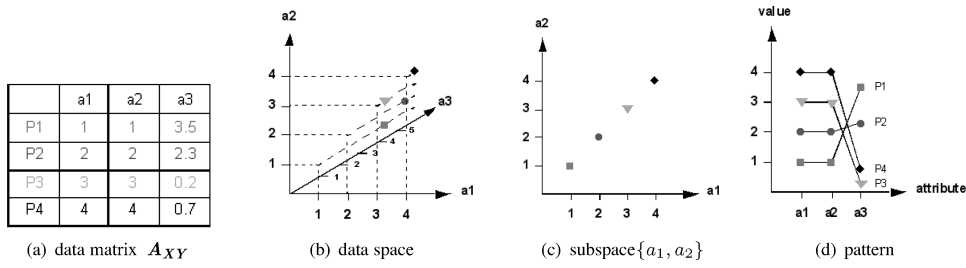 a1 a2 a3
P1 1 1 3.5
P2 2 2 2.3
P3 3 3 0.2
P4 4 4 0.7
(a) data matrix A_XY
a2
4
3
2
1
a3
1
2
3
4
5
1 2 3 4
a1
(b) data space
a2
4
3
2
1
1 2 3 4
a1
(c) subspace{a1, a2}
value
4
3
2
1
P1
P2
P4
P3
attribute
a1 a2 a3
(d) pattern